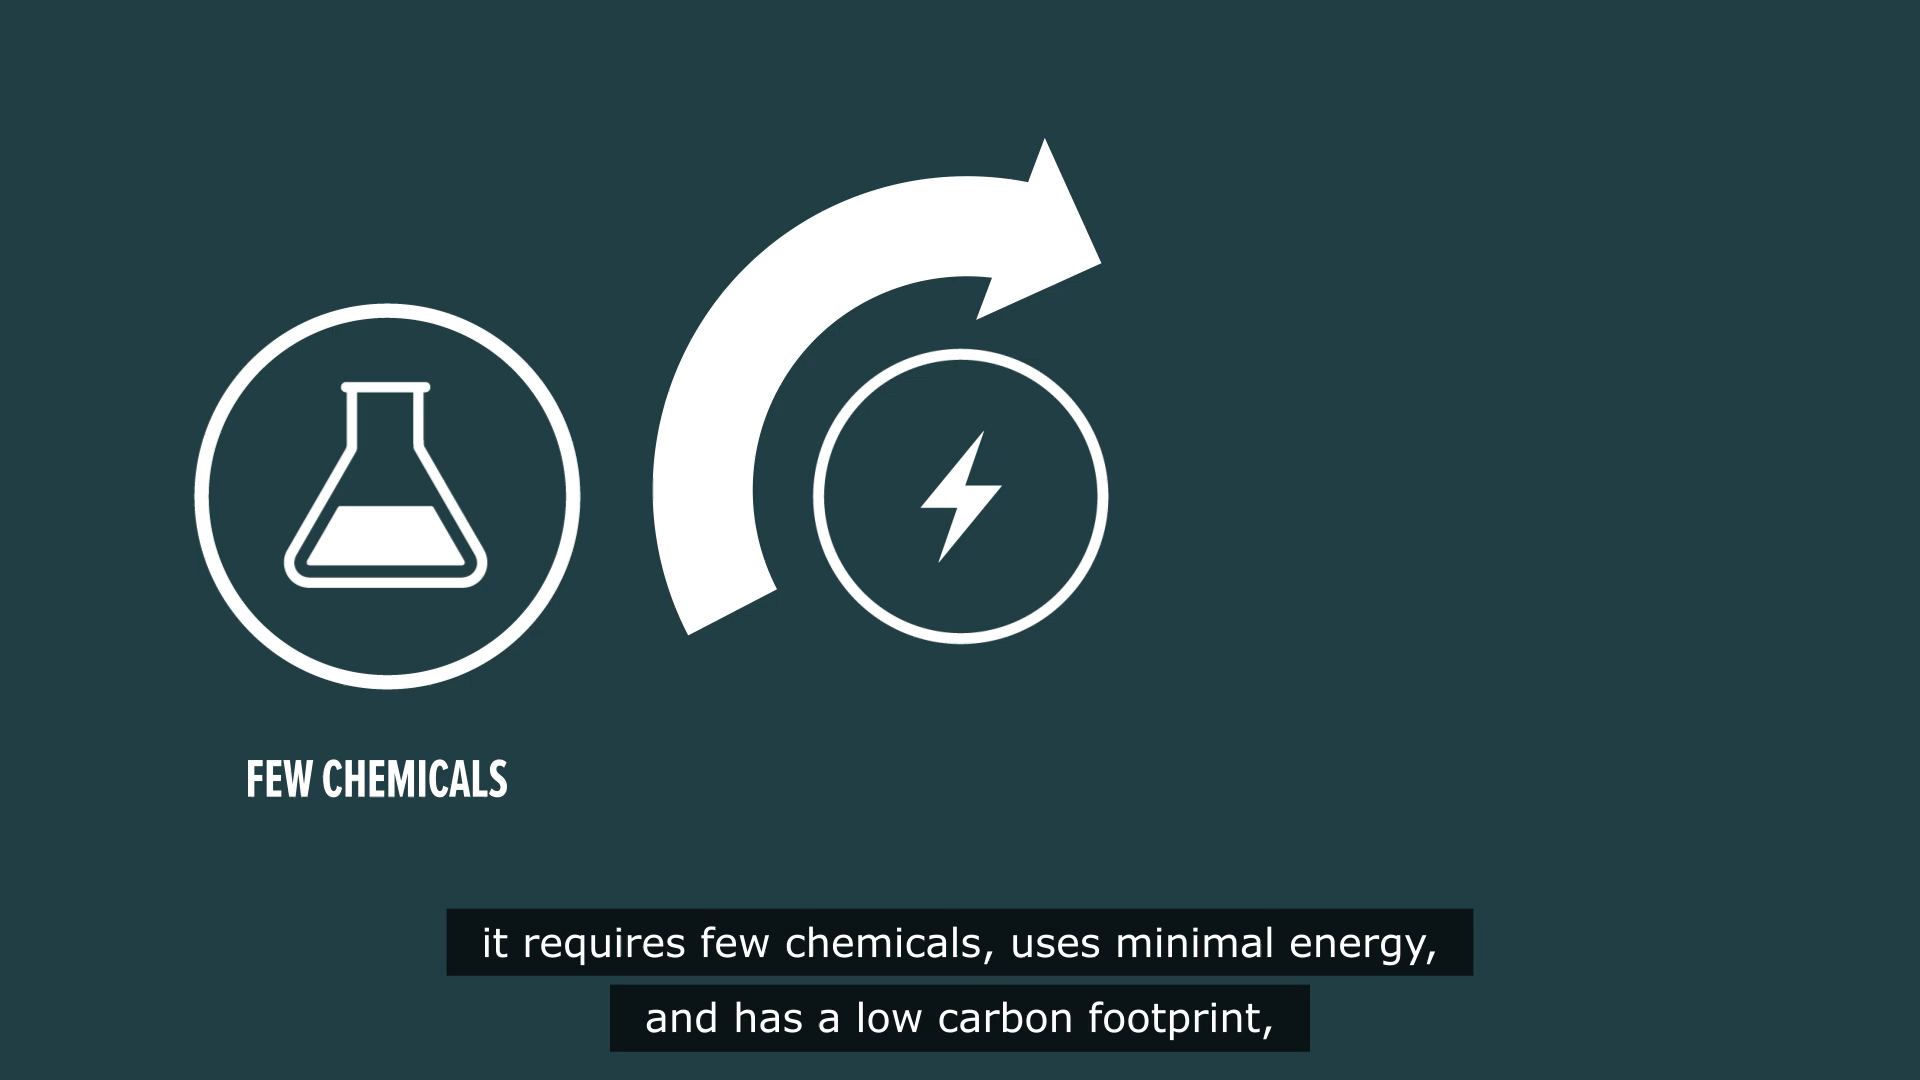 FEW CHEMICALS
it requires few chemicals, uses minimal energy,
and has a low carbon footprint,